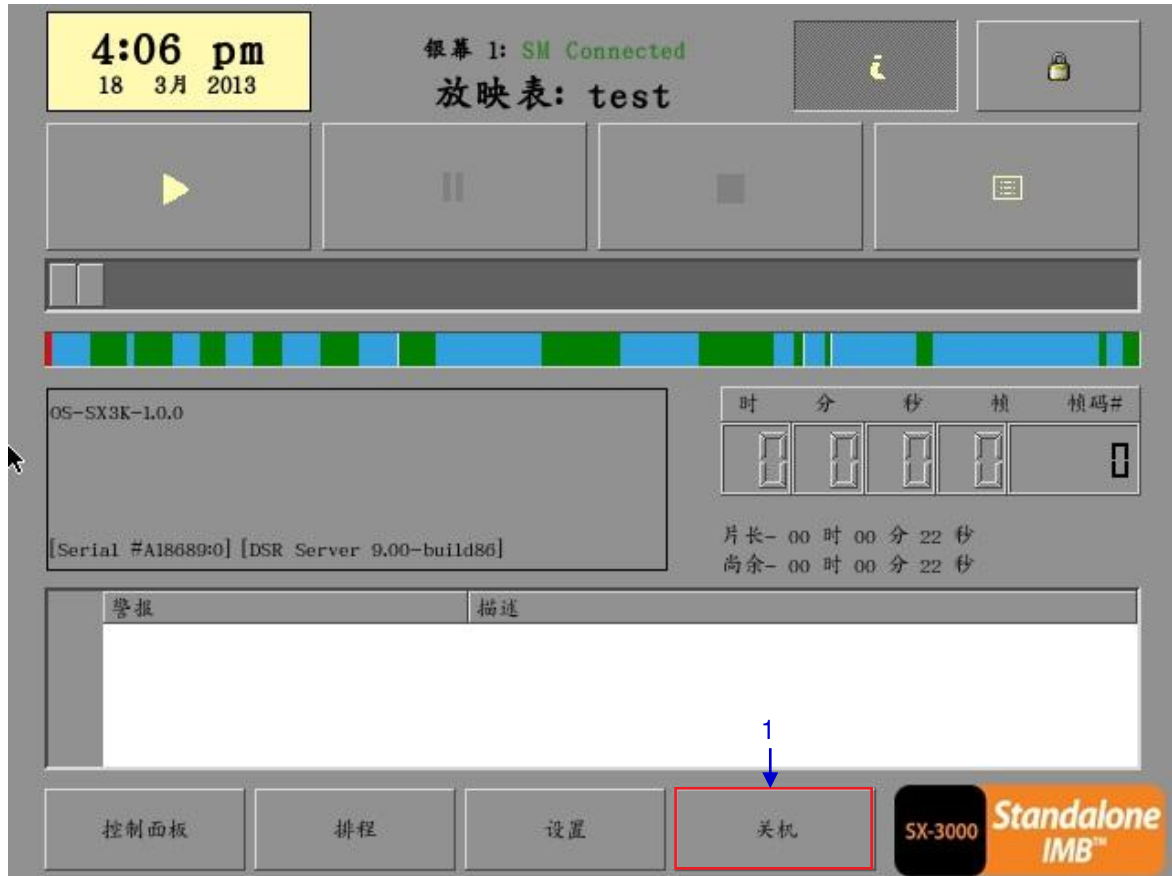 4:06 pm
18 3月 2013
银幕 1: SM Connected
放映表: test
i
OS-SX3K-1.0.0
[Serial #A18689:0] [DSR Server 9.00-build86]
时 分 秒 帧 帧码#
0 0 0 0 0
片长- 00 时 00 分 22 秒
尚余- 00 时 00 分 22 秒
警报 描述
1
控制面板 排程 设置 关机
SX-3000 Standalone
IMB™